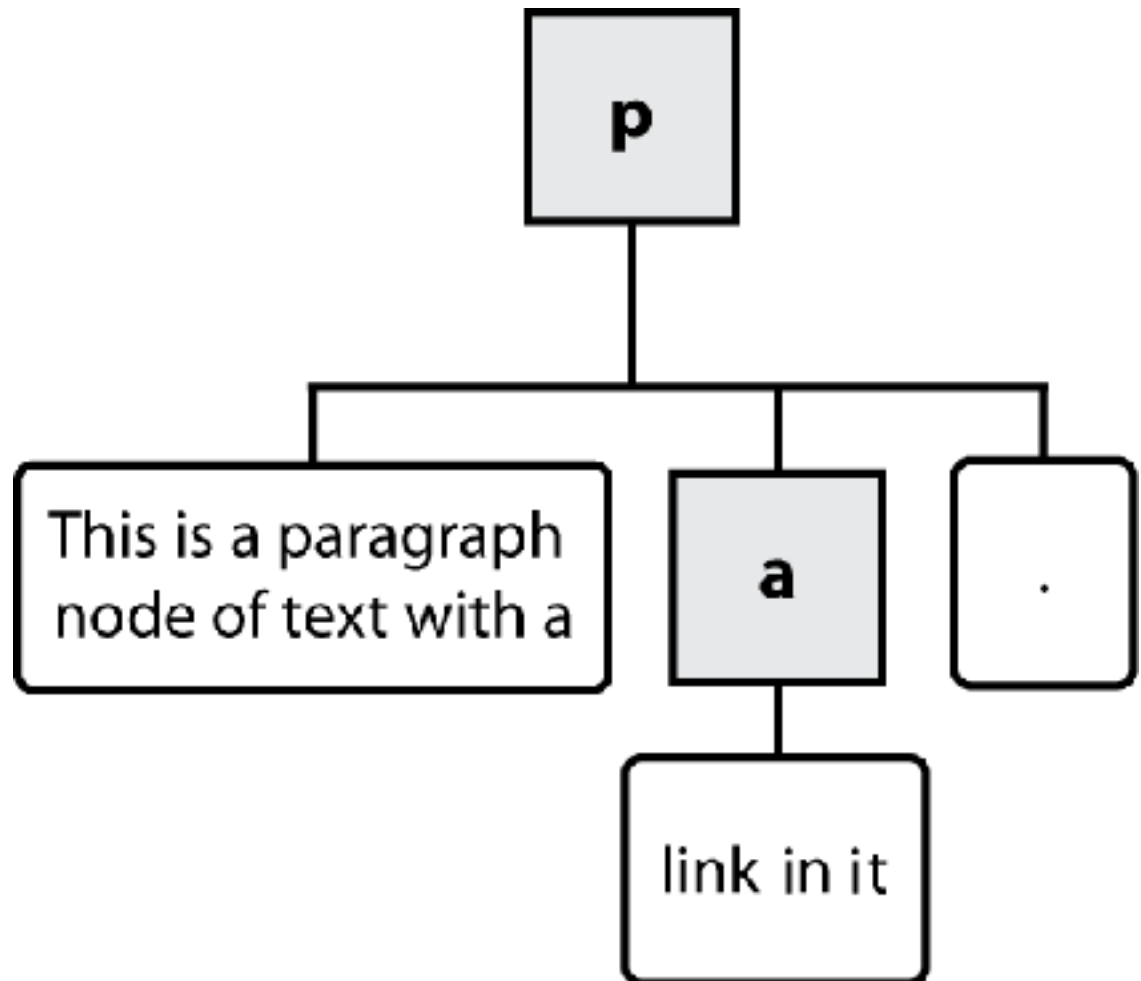 p
This is a paragraph
node of text with a
a
.
link in it